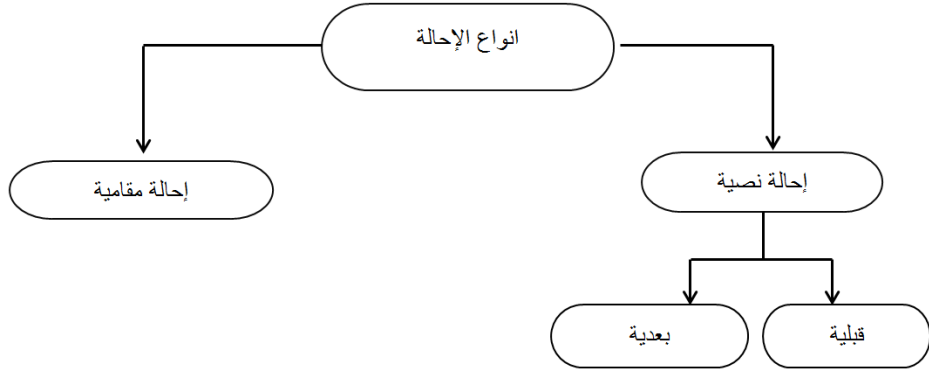 انواع الإحالة
إحالة نصية
إحالة مقامية
قبلية
بعدية